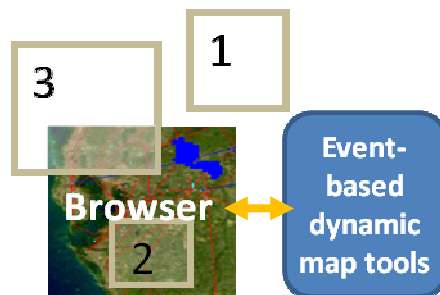 1
3
Browser
2
Event-
based
dynamic
map tools